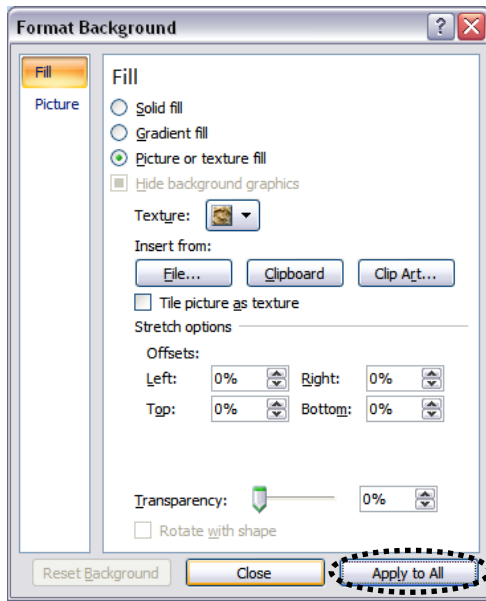 Format Background
?
Fill
Picture
Fill
Solid fill
Gradient fill
Picture or texture fill
Hide background graphics
Texture:
Insert from:
File... Clipboard Clip Art...
Tile picture as texture
Stretch options
Offsets:
Left: 0% Right: 0%
Top: 0% Bottom: 0%
Transparency: 0%
Rotate with shape
Reset Background Close Apply to All